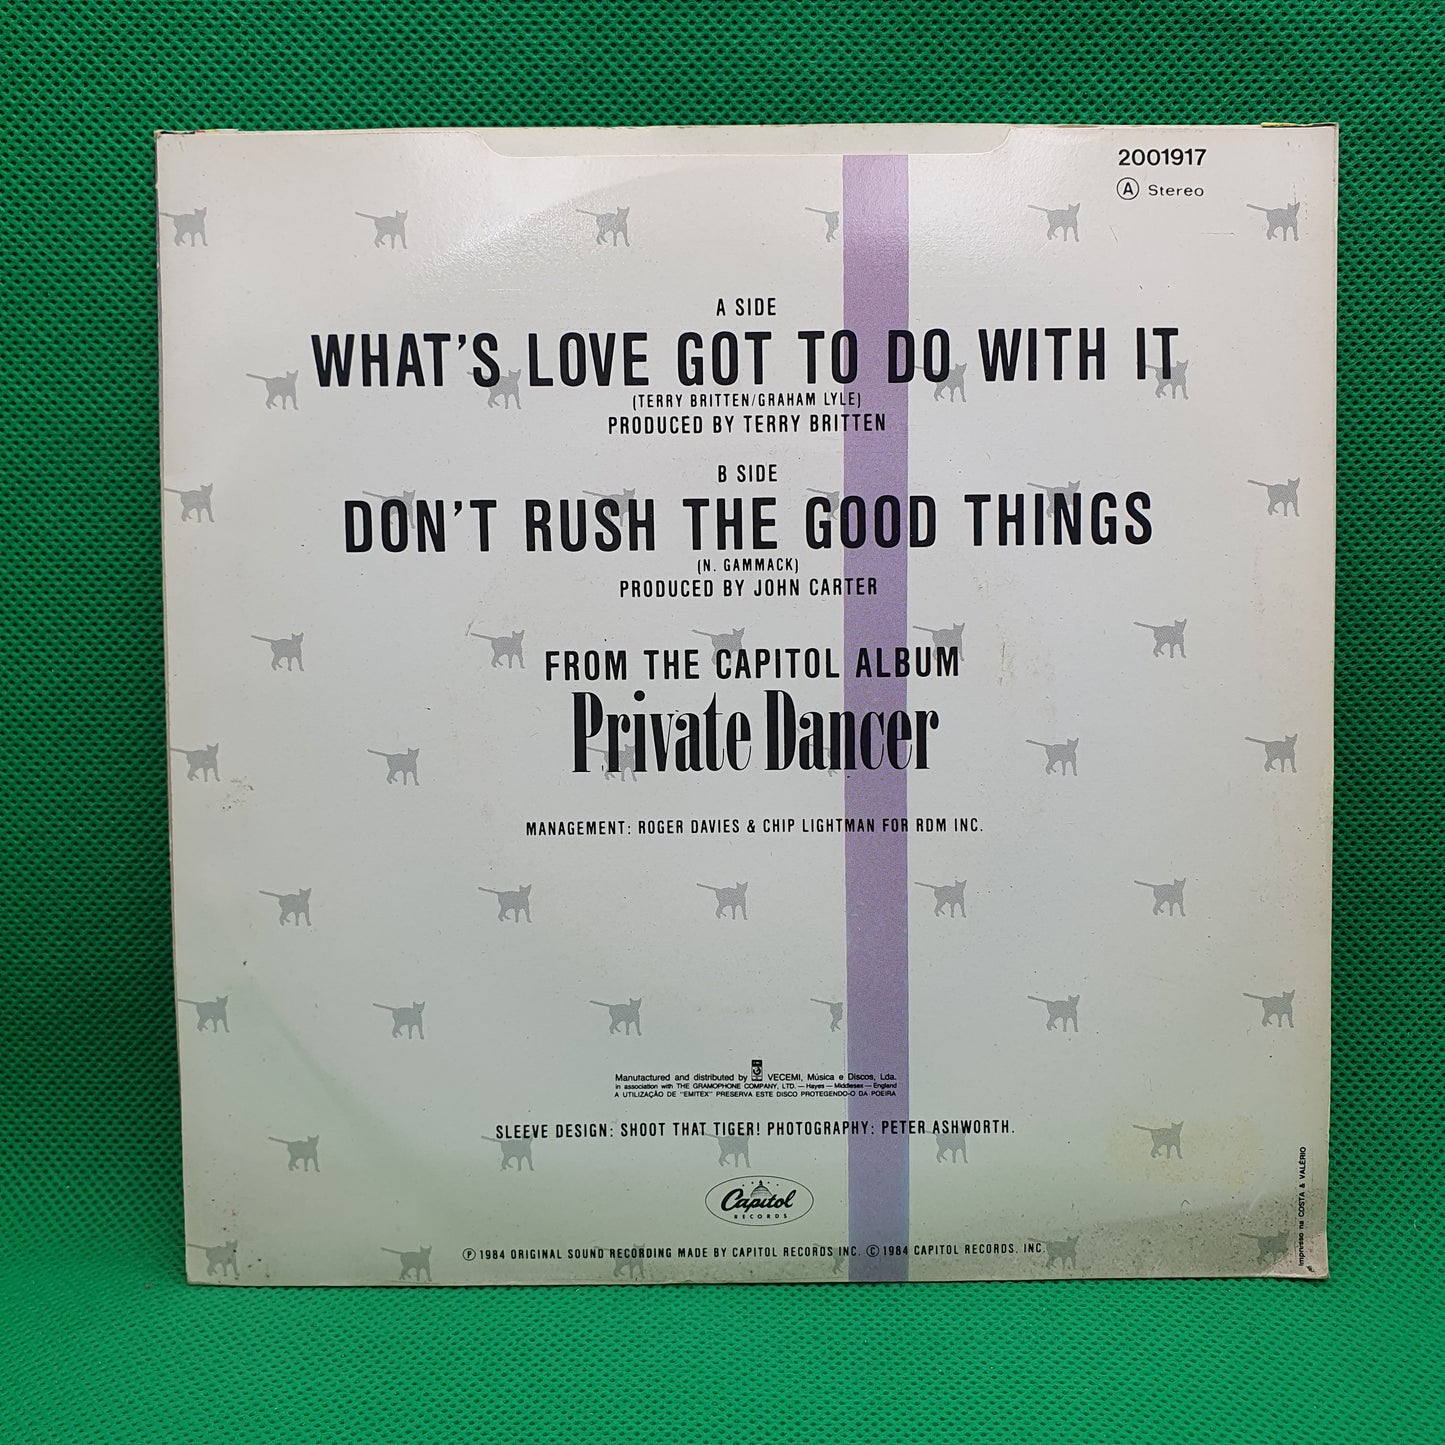 2001917
A Stereo
A SIDE
WHAT'S LOVE GOT TO DO WITH IT
(TERRY BRITTEN/GRAHAM LYLE)
PRODUCED BY TERRY BRITTEN
B SIDE
DON'T RUSH THE GOOD THINGS
(N. GAMMACK)
PRODUCED BY JOHN CARTER
FROM THE CAPITOL ALBUM
Private Dancer
MANAGEMENT: ROGER DAVIES & CHIP LIGHTMAN FOR RDM INC.
Manufactured and distributed by VECEMI, Música e Discos, Lda.
in association with THE GRAMOPHONE COMPANY, LTD. — Hayes — Middlesex — England
A UTILIZAÇÃO DE "EMITEX" PRESERVA ESTE DISCO PROTEGENDO-O DA POEIRA
SLEEVE DESIGN: SHOOT THAT TIGER! PHOTOGRAPHY: PETER ASHWORTH.
Capitol
RECORDS
Ⓟ 1984 ORIGINAL SOUND RECORDING MADE BY CAPITOL RECORDS INC. © 1984 CAPITOL RECORDS. INC.
Impresso na COSTA & VALÉRIO